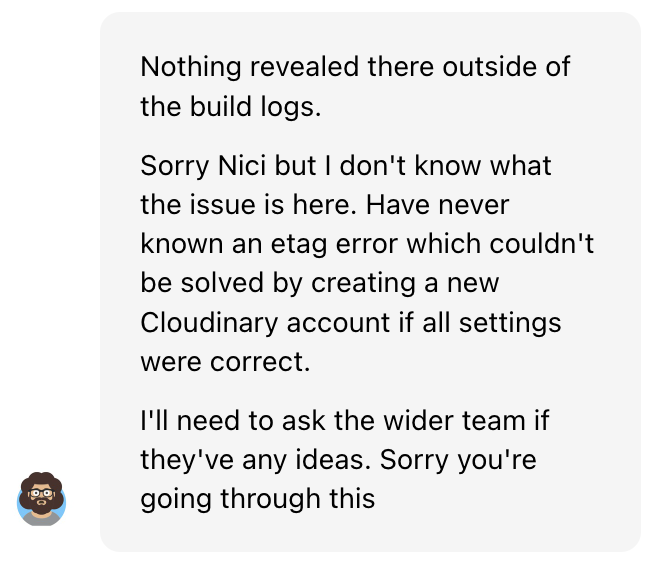 Nothing revealed there outside of
the build logs.
Sorry Nici but I don't know what
the issue is here. Have never
known an etag error which couldn't
be solved by creating a new
Cloudinary account if all settings
were correct.
I'll need to ask the wider team if
they've any ideas. Sorry you're
going through this